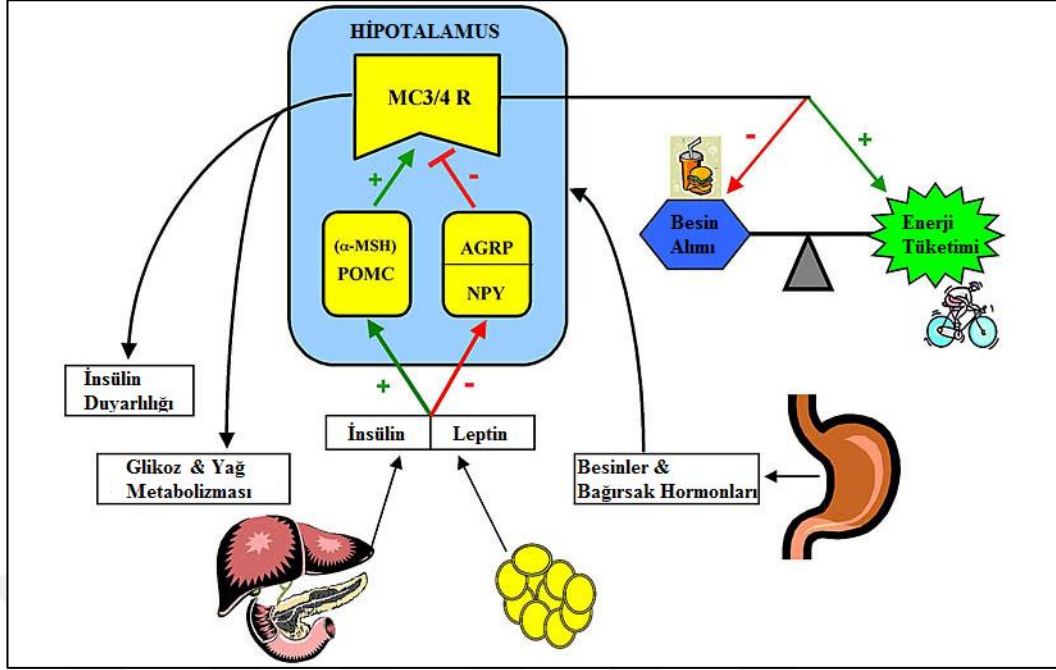 HİPOTALAMUS
MC3/4 R
+
-
(α-MSH)
POMC
AGRP
NPY
+
-
İnsülin
Leptin
-
+
Besin
Alımı
Enerji
Tüketimi
İnsülin
Duyarlılığı
Glikoz & Yağ
Metabolizması
Besinler &
Bağırsak Hormonları